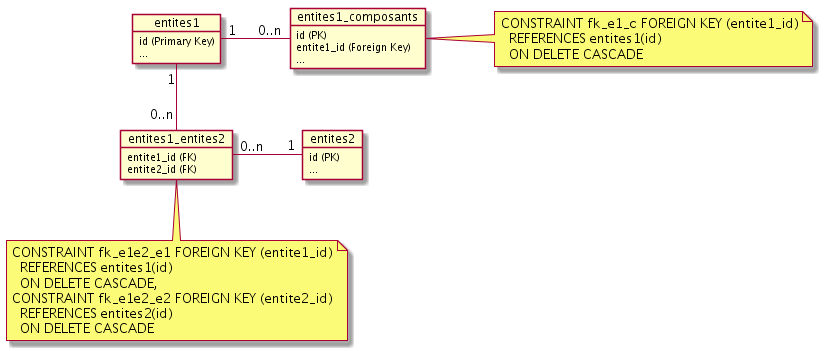 entites1
id (Primary Key)
...
1
0..n
entites1_composants
id (PK)
entite1_id (Foreign Key)
...
CONSTRAINT fk_e1_c FOREIGN KEY (entite1_id)
REFERENCES entites1(id)
ON DELETE CASCADE
1
0..n
entites1_entites2
entite1_id (FK)
entite2_id (FK)
0..n
1
entites2
id (PK)
...
CONSTRAINT fk_e1e2_e1 FOREIGN KEY (entite1_id)
REFERENCES entites1(id)
ON DELETE CASCADE,
CONSTRAINT fk_e1e2_e2 FOREIGN KEY (entite2_id)
REFERENCES entites2(id)
ON DELETE CASCADE